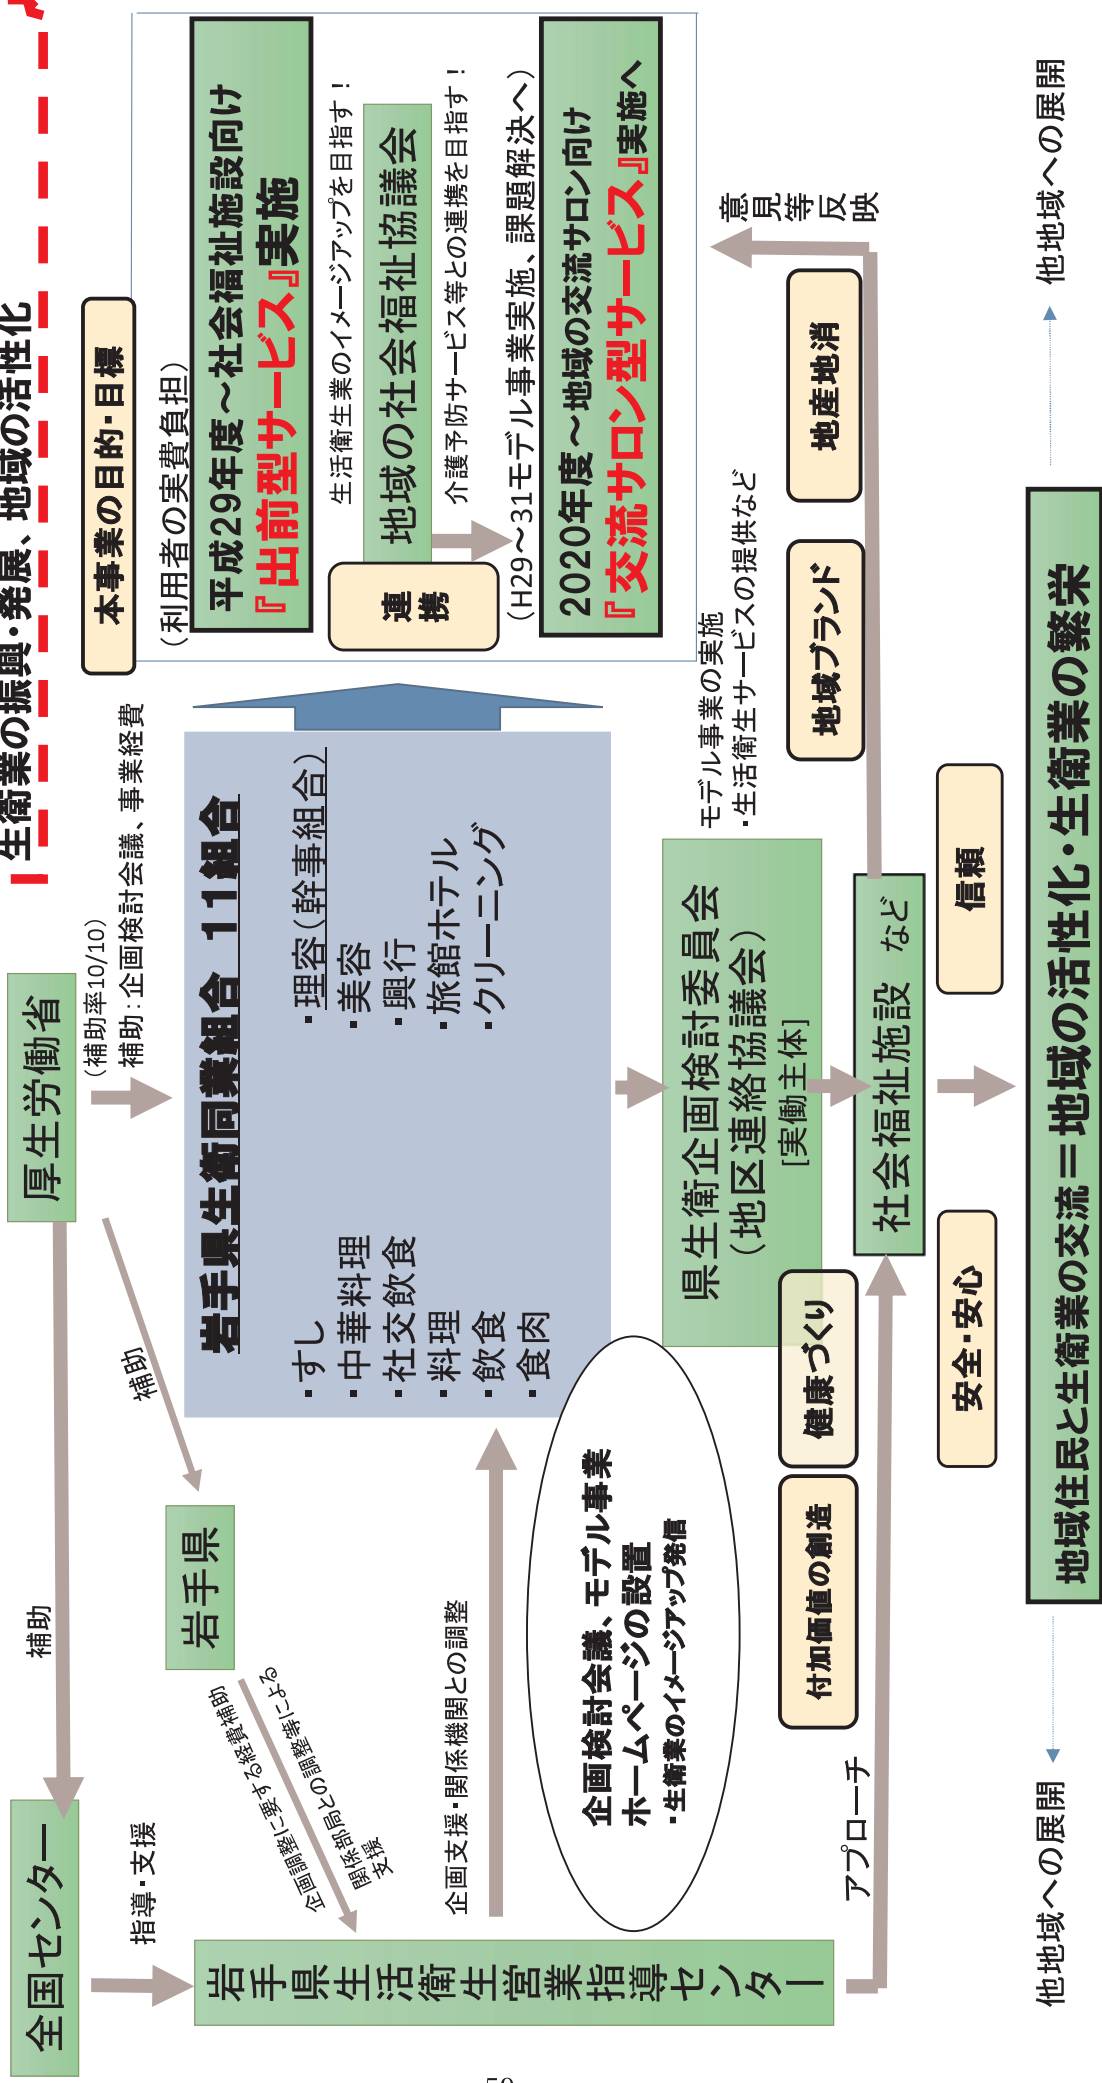 生衛業の振興・発展、地域の活性化
全国センター
補助
厚生労働省
(補助率10/10)
補助:企画検討会議、事業経費
指導・支援
補助
岩手県
企画調整に要する経費補助
関係部局との調整等による
支援
岩手県生活衛生営業指導センター
企画支援・関係機関との調整
岩手県生衛同業組合 11組合
・すし
・中華料理
・社交飲食
・料理
・飲食
・食肉
・理容(幹事組合)
・美容
・興行
・旅館ホテル
・クリーニング
本事業の目的・目標
(利用者の実費負担)
平成29年度~社会福祉施設向け
『出前型サービス』実施
生活衛生業のイメージアップを目指す!
連携
地域の社会福祉協議会
介護予防サービス等との連携を目指す!
(H29~31モデル事業実施、課題解決へ)
2020年度~地域の交流サロン向け
『交流サロン型サービス』実施へ
企画検討会議、モデル事業
ホームページの設置
・生衛業のイメージアップ発信
県生衛企画検討委員会
(地区連絡協議会)
[実働主体]
モデル事業の実施
・生活衛生サービスの提供など
意見等反映
付加価値の創造
健康づくり
地域ブランド
地産地消
アプローチ
社会福祉施設 など
安全・安心
信頼
他地域への展開
地域住民と生衛業の交流=地域の活性化・生衛業の繁栄
他地域への展開